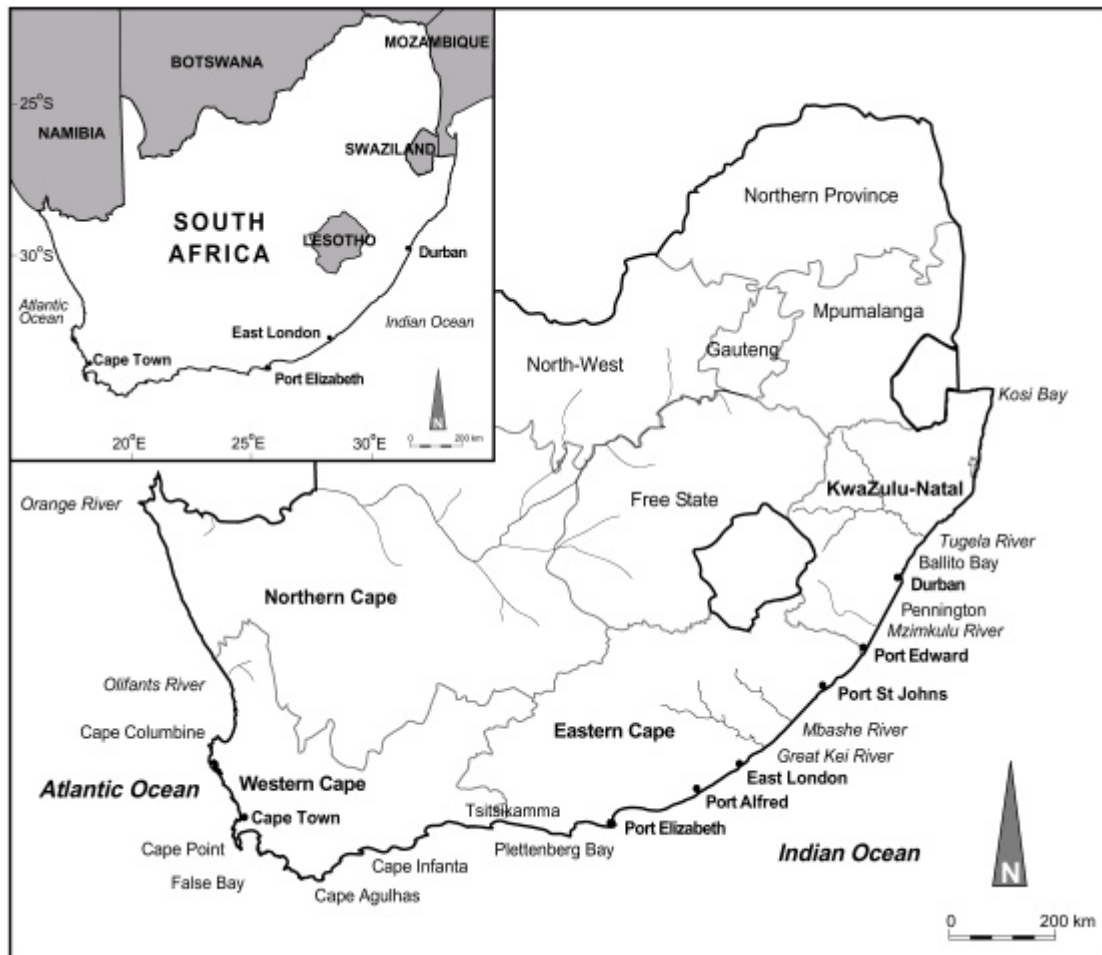 MOZAMBIQUE
BOTSWANA
25°S
NAMIBIA
SWAZILAND
SOUTH
AFRICA
LESOTHO
30°S
Durban
Atlantic
Ocean
Indian Ocean
East London
Cape Town
Port Elizabeth
N
0 200 km
20°E
25°E
30°E
Northern Province
Mpumalanga
Gauteng
North-West
Kosi Bay
Orange River
Free State
KwaZulu-Natal
Tugela River
Ballito Bay
Durban
Northern Cape
Pennington
Mzimkulu River
Port Edward
Olifants River
Port St Johns
Cape Columbine
Eastern Cape
Mbashe River
Great Kei River
Western Cape
East London
Atlantic Ocean
Port Alfred
Cape Town
Tsitsikamma
Port Elizabeth
Cape Point
Plettenberg Bay
Indian Ocean
Cape Infanta
False Bay
Cape Agulhas
N
0 200 km